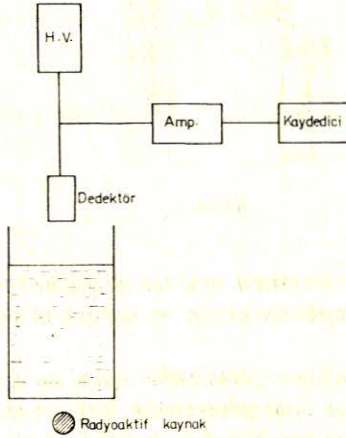 H.V.
Amp.
Kaydedici
Dedektör
Radyoaktif kaynak